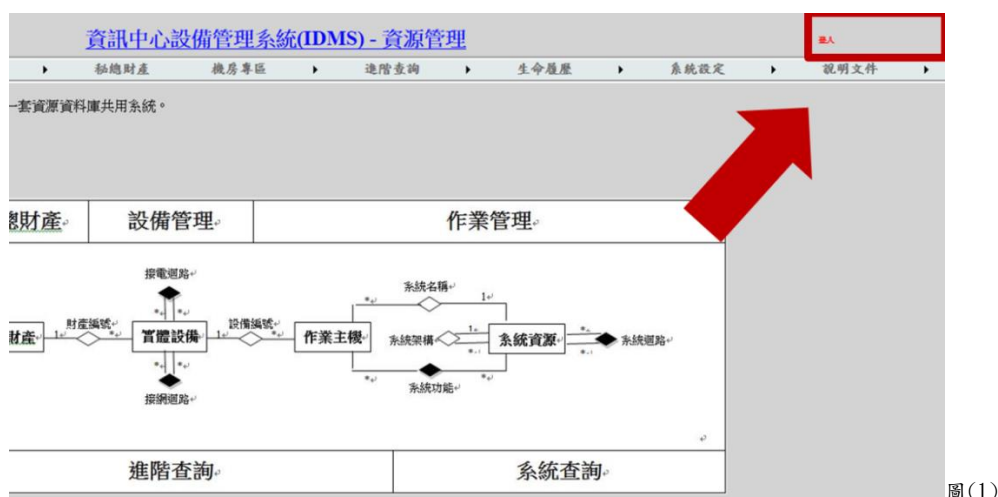 資訊中心設備管理系統(IDMS) - 資源管理
登入
秘總財產 機房專區 進階查詢 生命履歷 系統設定 說明文件
一套資源資料庫共用系統。
總財產 設備管理 作業管理
接電迴路
* *
系統名稱
* 1
財產編號
設備編號
財產 1 * 實體設備 1 * 作業主機
系統架構 1 * 系統資源 * * 系統迴路
* *
* *
系統功能
接網迴路
進階查詢 系統查詢
圖(1)